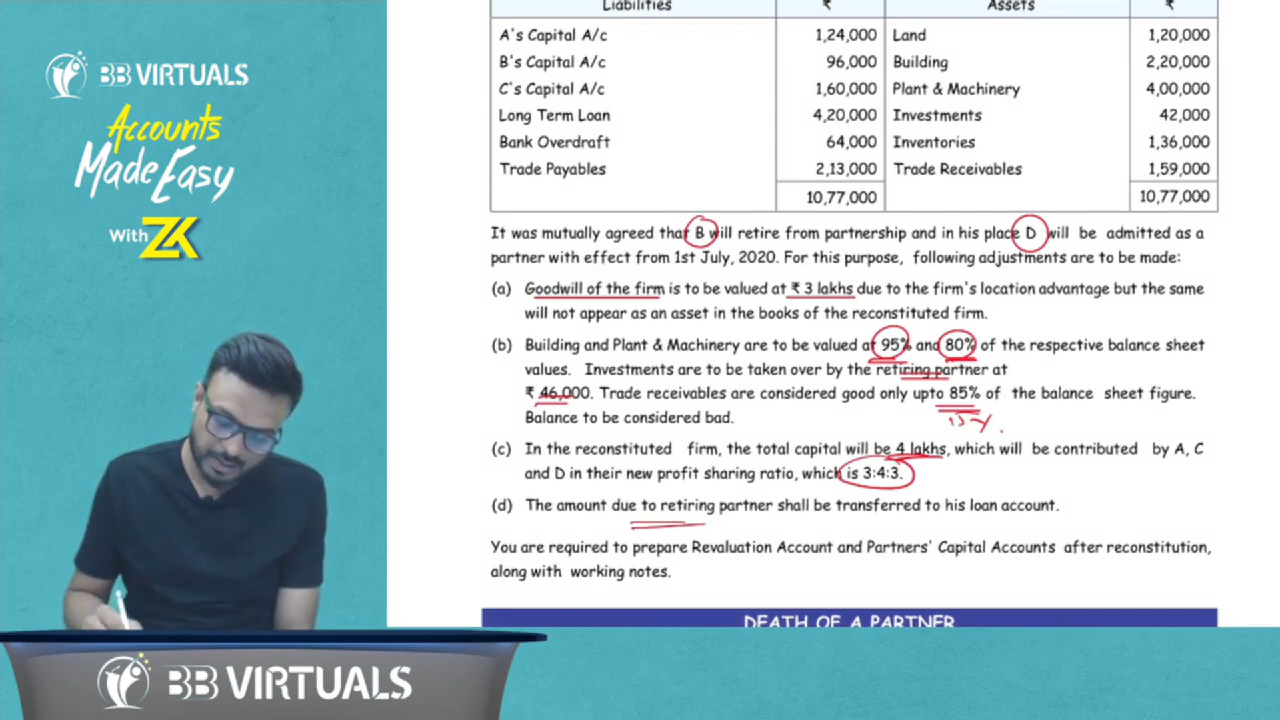 BB VIRTUALS
Accounts
Made Easy
With ZK
Liabilities ₹ Assets ₹
A's Capital A/c 1,24,000 Land 1,20,000
B's Capital A/c 96,000 Building 2,20,000
C's Capital A/c 1,60,000 Plant & Machinery 4,00,000
Long Term Loan 4,20,000 Investments 42,000
Bank Overdraft 64,000 Inventories 1,36,000
Trade Payables 2,13,000 Trade Receivables 1,59,000
10,77,000 10,77,000
It was mutually agreed that B will retire from partnership and in his place D will be admitted as a
partner with effect from 1st July, 2020. For this purpose, following adjustments are to be made:
(a) Goodwill of the firm is to be valued at ₹ 3 lakhs due to the firm's location advantage but the same
will not appear as an asset in the books of the reconstituted firm.
(b) Building and Plant & Machinery are to be valued at 95% and 80% of the respective balance sheet
values. Investments are to be taken over by the retiring partner at
₹ 46,000. Trade receivables are considered good only upto 85% of the balance sheet figure.
Balance to be considered bad.
15%
(c) In the reconstituted firm, the total capital will be 4 lakhs, which will be contributed by A, C
and D in their new profit sharing ratio, which is 3:4:3.
(d) The amount due to retiring partner shall be transferred to his loan account.
You are required to prepare Revaluation Account and Partners' Capital Accounts after reconstitution,
along with working notes.
DEATH OF A PARTNER
BB VIRTUALS